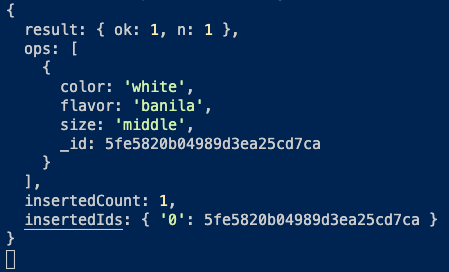 {
  result: { ok: 1, n: 1 },
  ops: [
    {
      color: 'white',
      flavor: 'banila',
      size: 'middle',
      _id: 5fe5820b04989d3ea25cd7ca
    }
  ],
  insertedCount: 1,
  insertedIds: { '0': 5fe5820b04989d3ea25cd7ca }
}